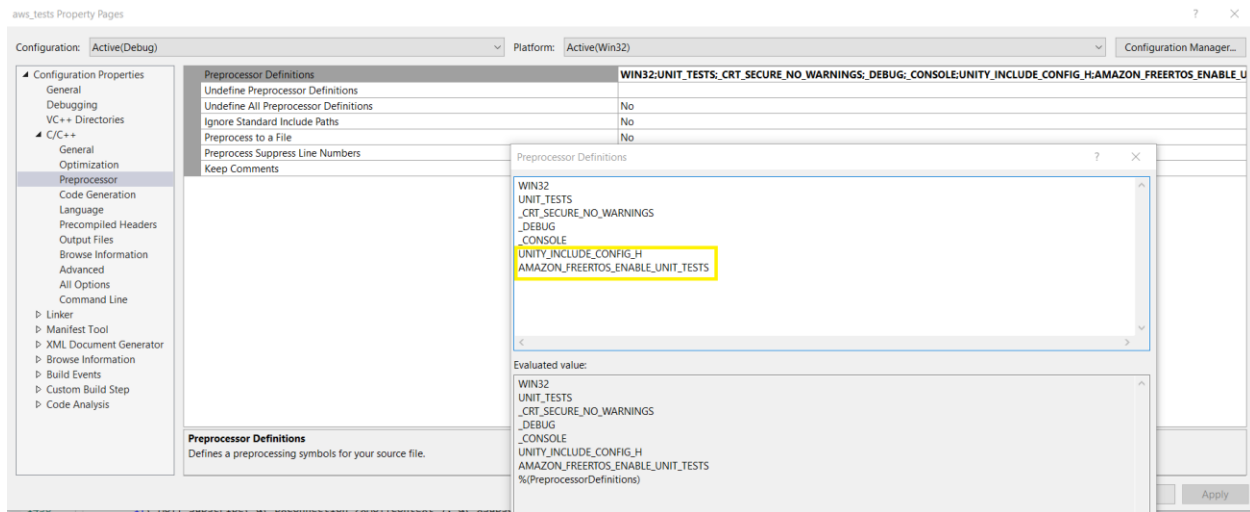 aws_tests Property Pages
? ×
Configuration: Active(Debug) Platform: Active(Win32) Configuration Manager...
Configuration Properties
General
Debugging
VC++ Directories
C/C++
General
Optimization
Preprocessor
Code Generation
Language
Precompiled Headers
Output Files
Browse Information
Advanced
All Options
Command Line
Linker
Manifest Tool
XML Document Generator
Browse Information
Build Events
Custom Build Step
Code Analysis
Preprocessor Definitions WIN32;UNIT_TESTS;_CRT_SECURE_NO_WARNINGS;_DEBUG;_CONSOLE;UNITY_INCLUDE_CONFIG_H;AMAZON_FREERTOS_ENABLE_U
Undefine Preprocessor Definitions
Undefine All Preprocessor Definitions No
Ignore Standard Include Paths No
Preprocess to a File No
Preprocess Suppress Line Numbers
Keep Comments
Preprocessor Definitions
Defines a preprocessing symbols for your source file.
Preprocessor Definitions
? ×
WIN32
UNIT_TESTS
_CRT_SECURE_NO_WARNINGS
_DEBUG
_CONSOLE
UNITY_INCLUDE_CONFIG_H
AMAZON_FREERTOS_ENABLE_UNIT_TESTS
Evaluated value:
WIN32
UNIT_TESTS
_CRT_SECURE_NO_WARNINGS
_DEBUG
_CONSOLE
UNITY_INCLUDE_CONFIG_H
AMAZON_FREERTOS_ENABLE_UNIT_TESTS
%(PreprocessorDefinitions)
Apply